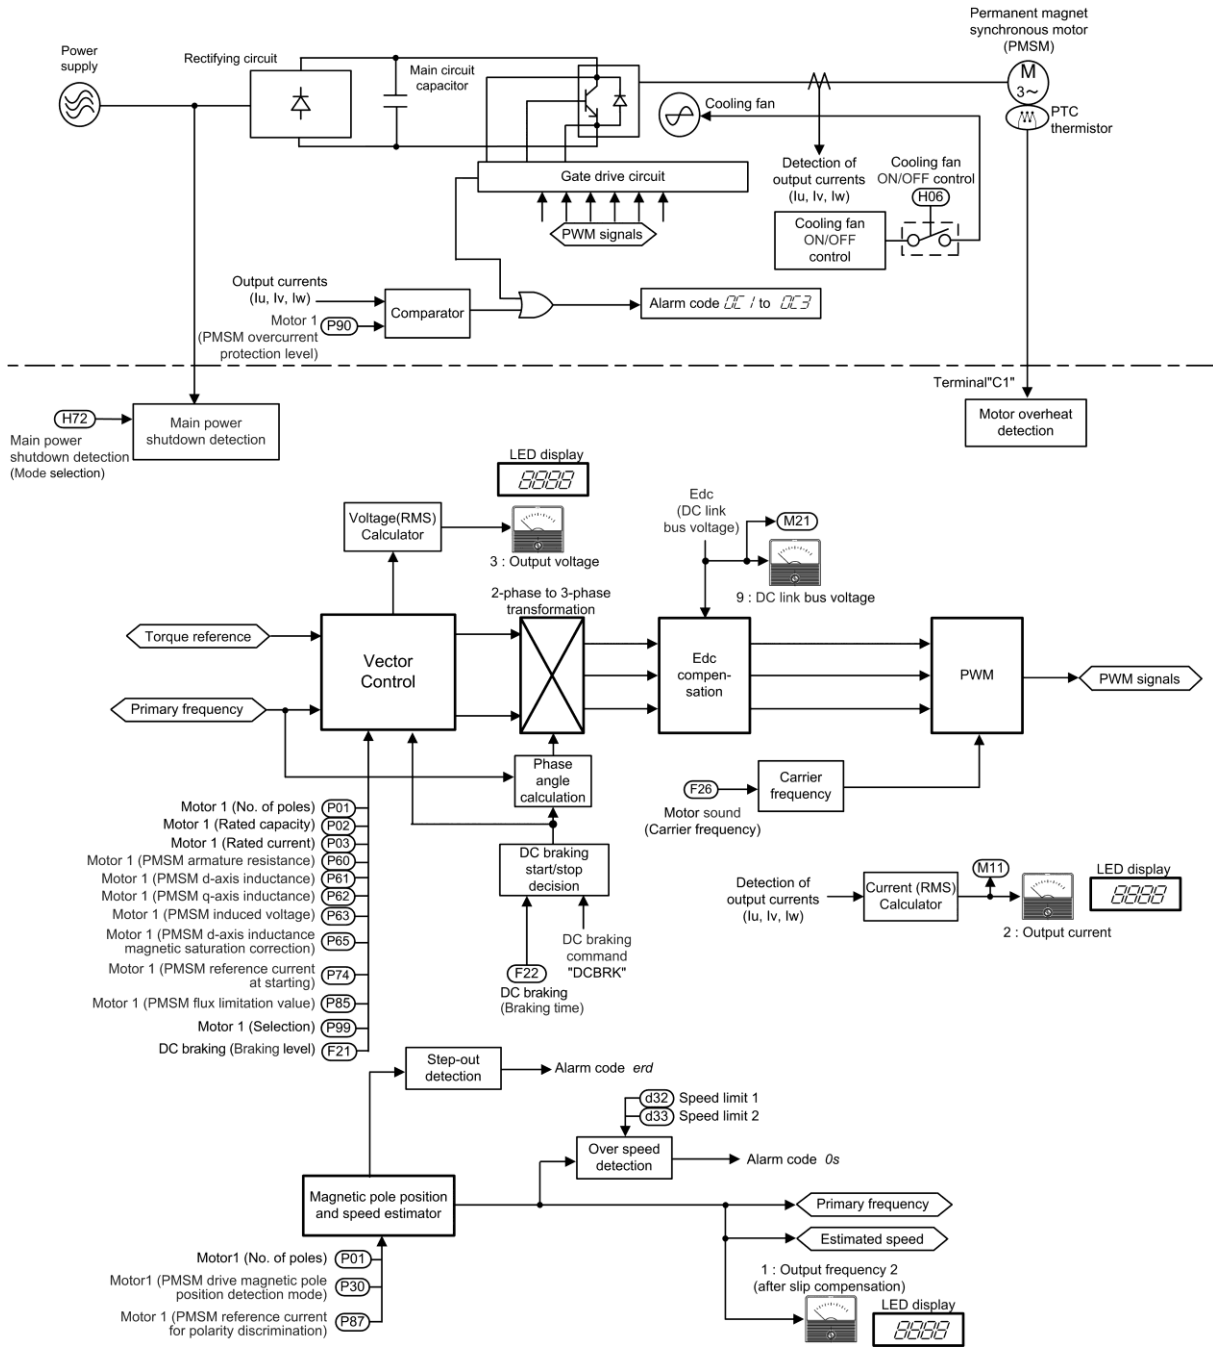 Permanent magnet
synchronous motor
(PMSM)
Power
supply
Rectifying circuit
Main circuit
capacitor
M
3~
Cooling fan
PTC
thermistor
Gate drive circuit
Detection of
output currents
(Iu, Iv, Iw)
Cooling fan
ON/OFF control
H06
PWM signals
Cooling fan
ON/OFF
control
Output currents
(Iu, Iv, Iw)
Comparator
Alarm code OC1 to OC3
Motor 1
(PMSM overcurrent
protection level)
P90
Terminal"C1"
H72
Main power
shutdown detection
Main power
shutdown detection
(Mode selection)
Motor overheat
detection
LED display
8888
Voltage(RMS)
Calculator
3 : Output voltage
Edc
(DC link
bus voltage)
M21
9 : DC link bus voltage
2-phase to 3-phase
transformation
Torque reference
Vector
Control
Edc
compen-
sation
PWM
PWM signals
Primary frequency
Phase
angle
calculation
F26
Carrier
frequency
Motor sound
(Carrier frequency)
Motor 1 (No. of poles) P01
Motor 1 (Rated capacity) P02
Motor 1 (Rated current) P03
Motor 1 (PMSM armature resistance) P60
Motor 1 (PMSM d-axis inductance) P61
Motor 1 (PMSM q-axis inductance) P62
Motor 1 (PMSM induced voltage) P63
Motor 1 (PMSM d-axis inductance
magnetic saturation correction) P65
Motor 1 (PMSM reference current
at starting) P74
Motor 1 (PMSM flux limitation value) P85
Motor 1 (Selection) P99
DC braking (Braking level) F21
DC braking
start/stop
decision
F22
DC braking
(Braking time)
DC braking
command
"DCBRK"
Detection of
output currents
(Iu, Iv, Iw)
Current (RMS)
Calculator
M11
LED display
8888
2 : Output current
Step-out
detection
Alarm code erd
d32 Speed limit 1
d33 Speed limit 2
Over speed
detection
Alarm code 0s
Magnetic pole position
and speed estimator
Primary frequency
Estimated speed
Motor1 (No. of poles) P01
Motor1 (PMSM drive magnetic pole
position detection mode) P30
Motor 1 (PMSM reference current
for polarity discrimination) P87
1 : Output frequency 2
(after slip compensation)
LED display
8888